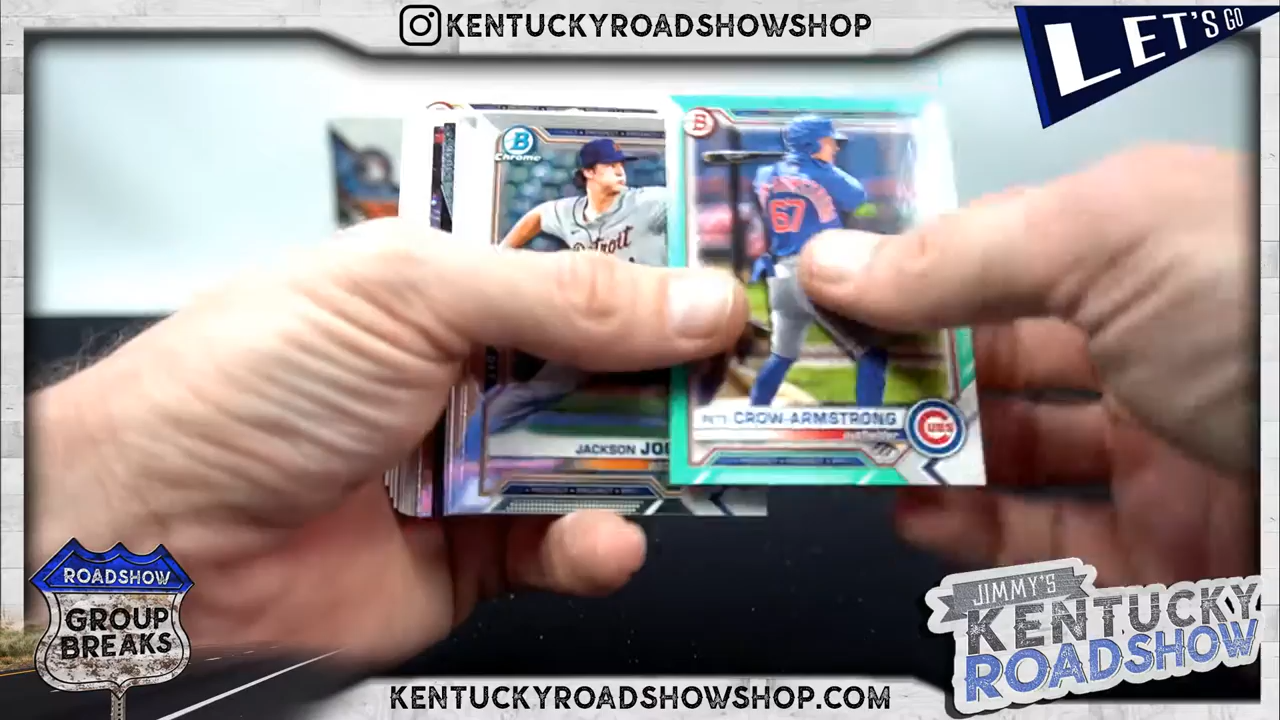 KENTUCKYROADSHOWSHOP
LET'S GO
B
Chrome
B
67
Detroit
CROW-ARMSTRONG
CUBS
JACKSON JO
ROADSHOW
GROUP
BREAKS
JIMMY'S
KENTUCKY
ROADSHOW
KENTUCKYROADSHOWSHOP.COM